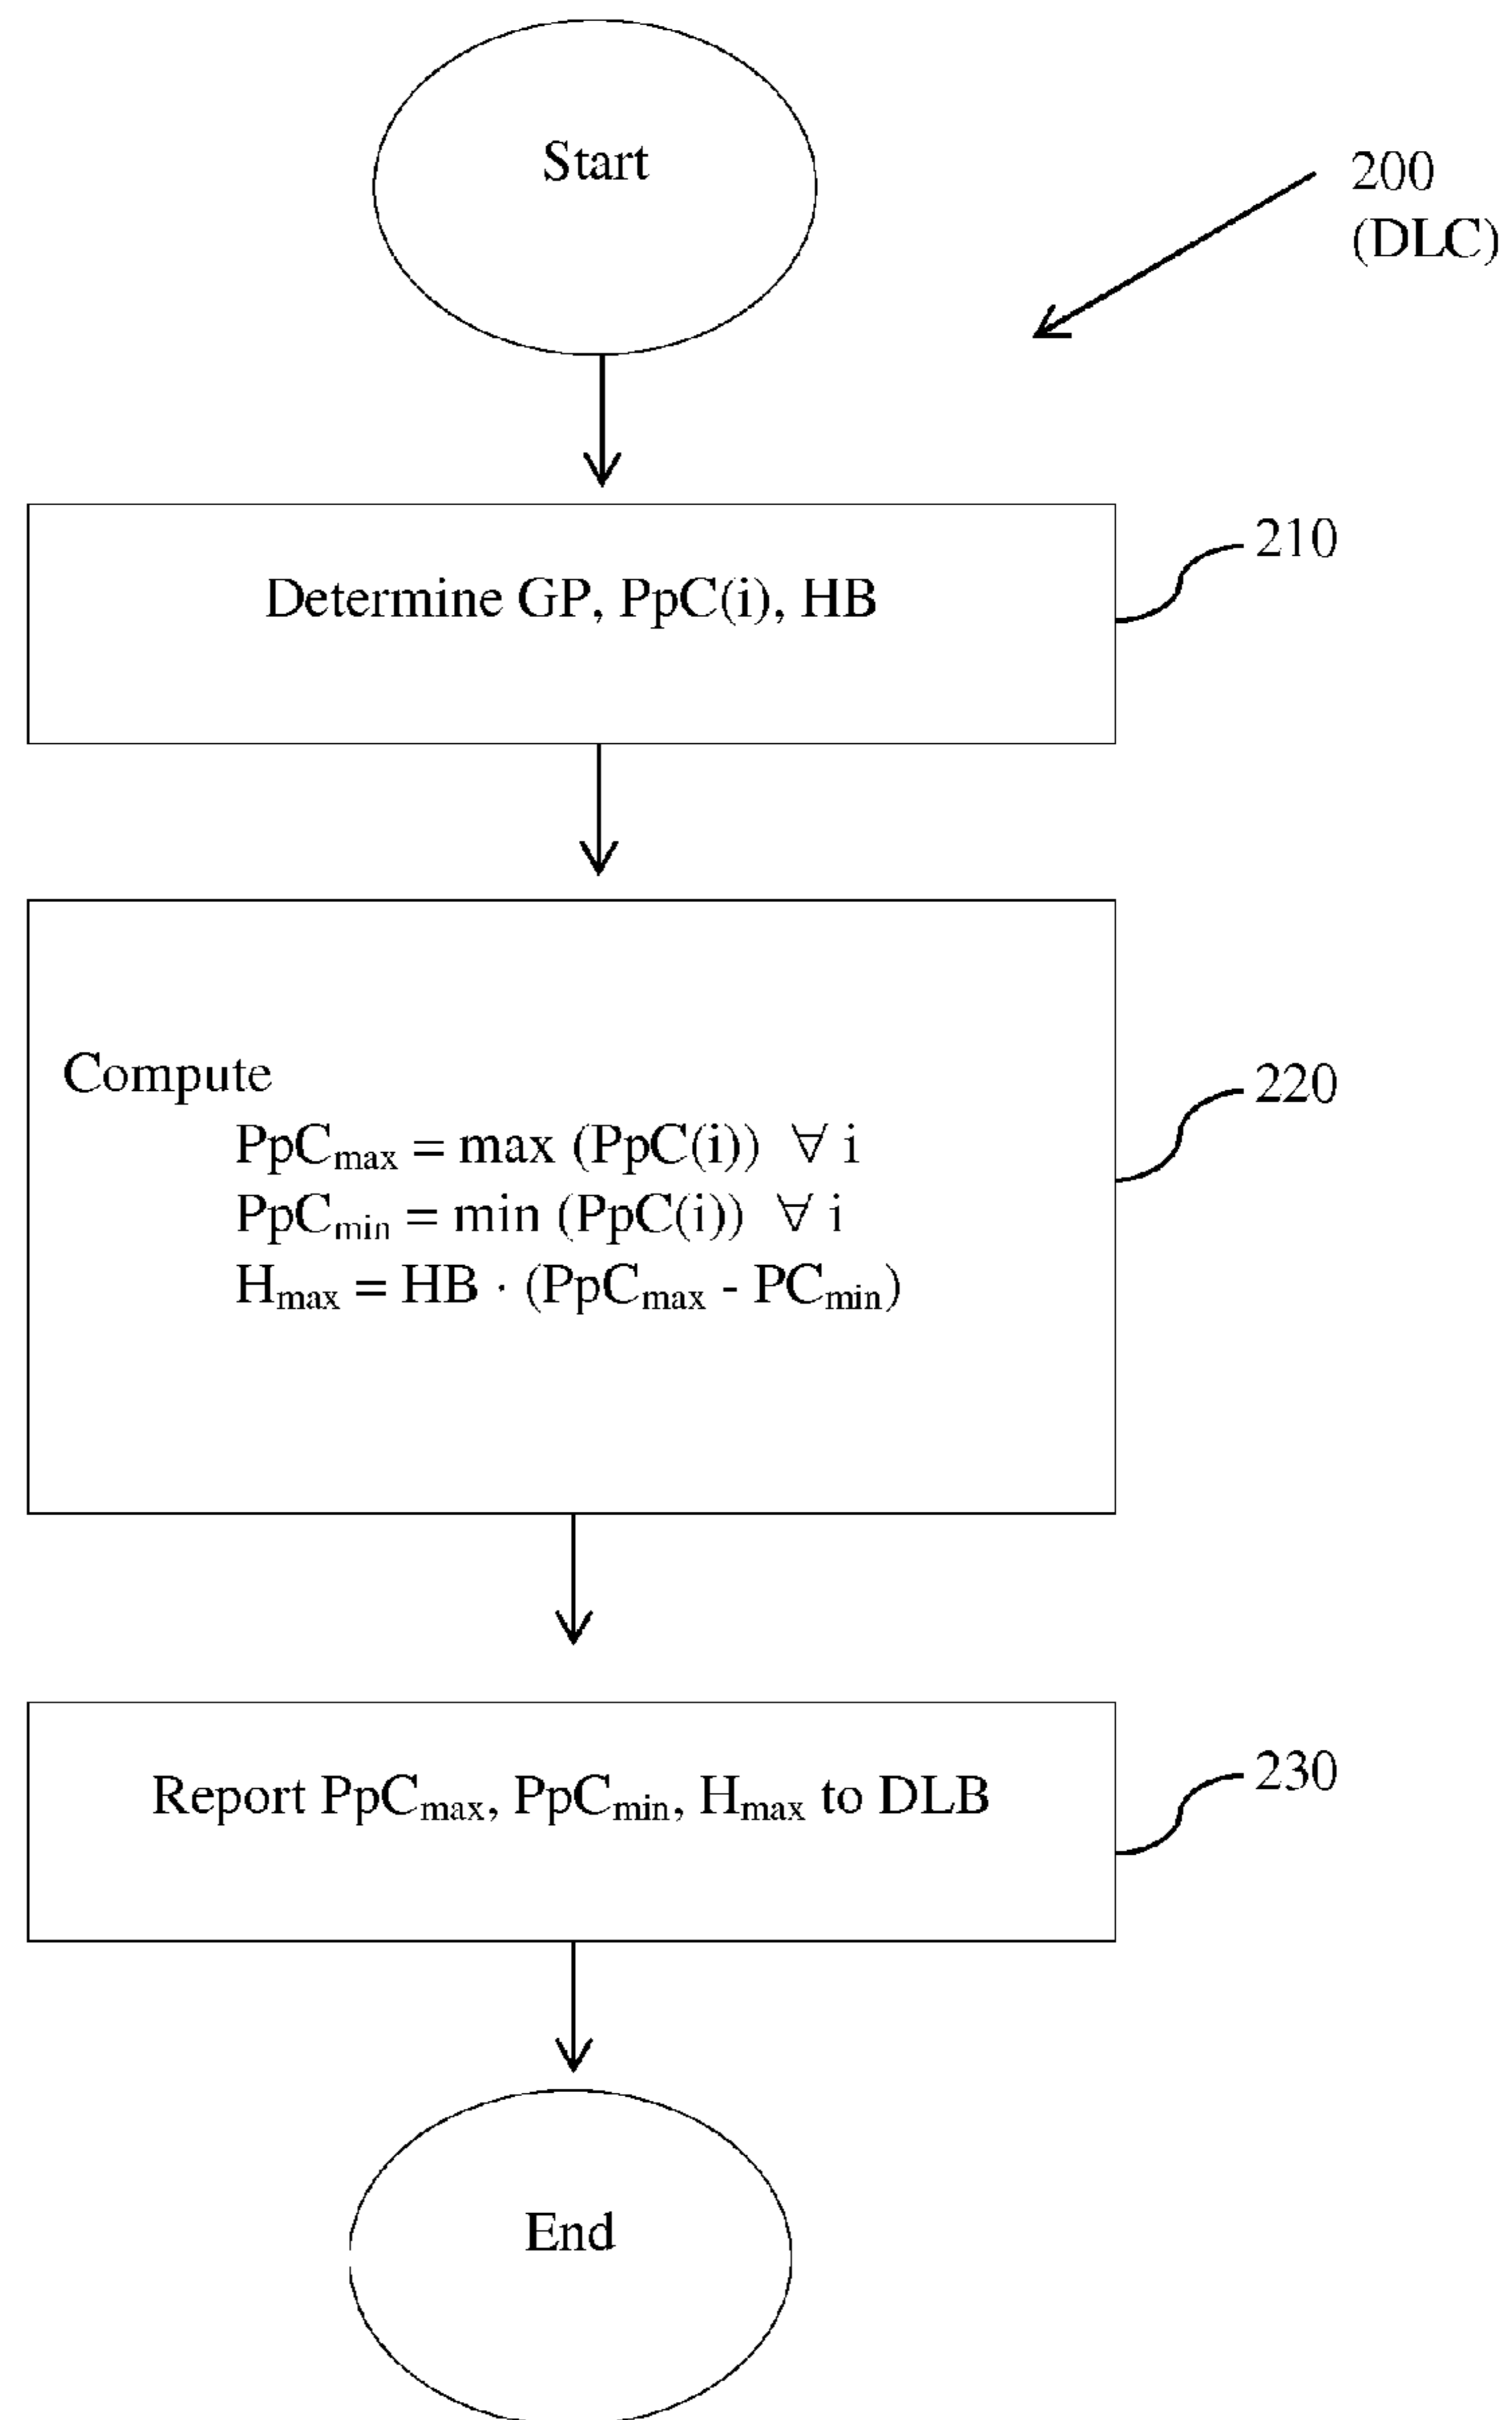 Start
200
(DLC)
Determine GP, PpC(i), HB
210
Compute
PpCmax = max (PpC(i)) ∀ i
PpCmin = min (PpC(i)) ∀ i
Hmax = HB · (PpCmax - PCmin)
220
Report PpCmax, PpCmin, Hmax to DLB
230
End